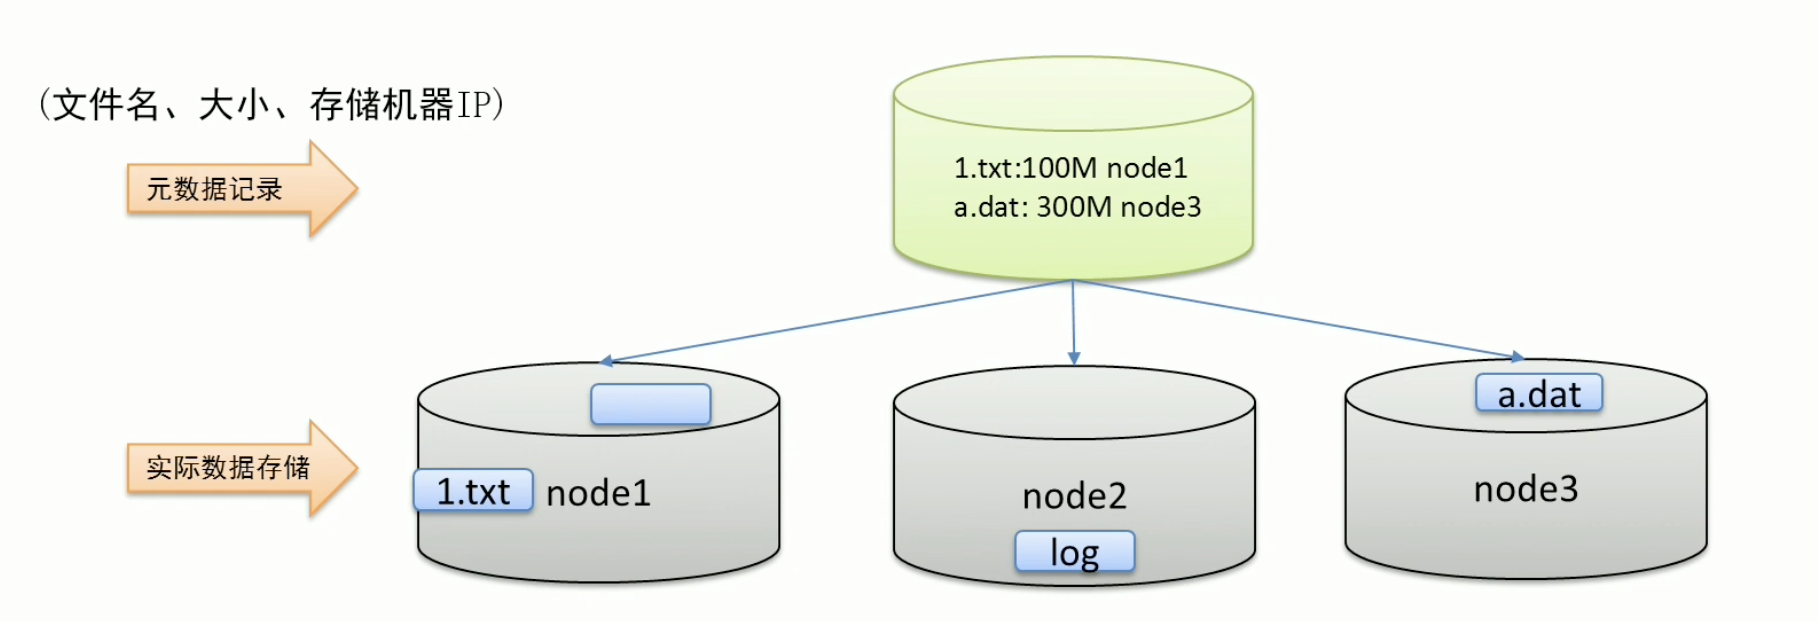 (文件名、大小、存储机器IP)
元数据记录
1.txt:100M node1
a.dat: 300M node3
实际数据存储
1.txt
node1
node2
log
a.dat
node3